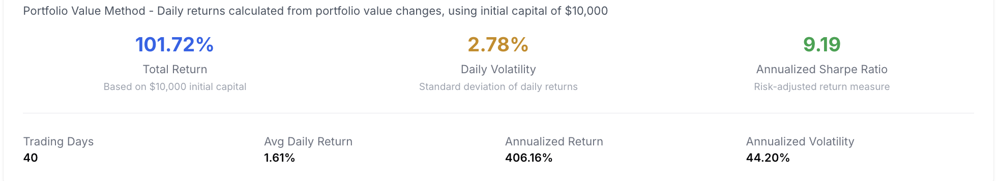 Portfolio Value Method - Daily returns calculated from portfolio value changes, using initial capital of $10,000
101.72%
Total Return
Based on $10,000 initial capital
2.78%
Daily Volatility
Standard deviation of daily returns
9.19
Annualized Sharpe Ratio
Risk-adjusted return measure
Trading Days
40
Avg Daily Return
1.61%
Annualized Return
406.16%
Annualized Volatility
44.20%